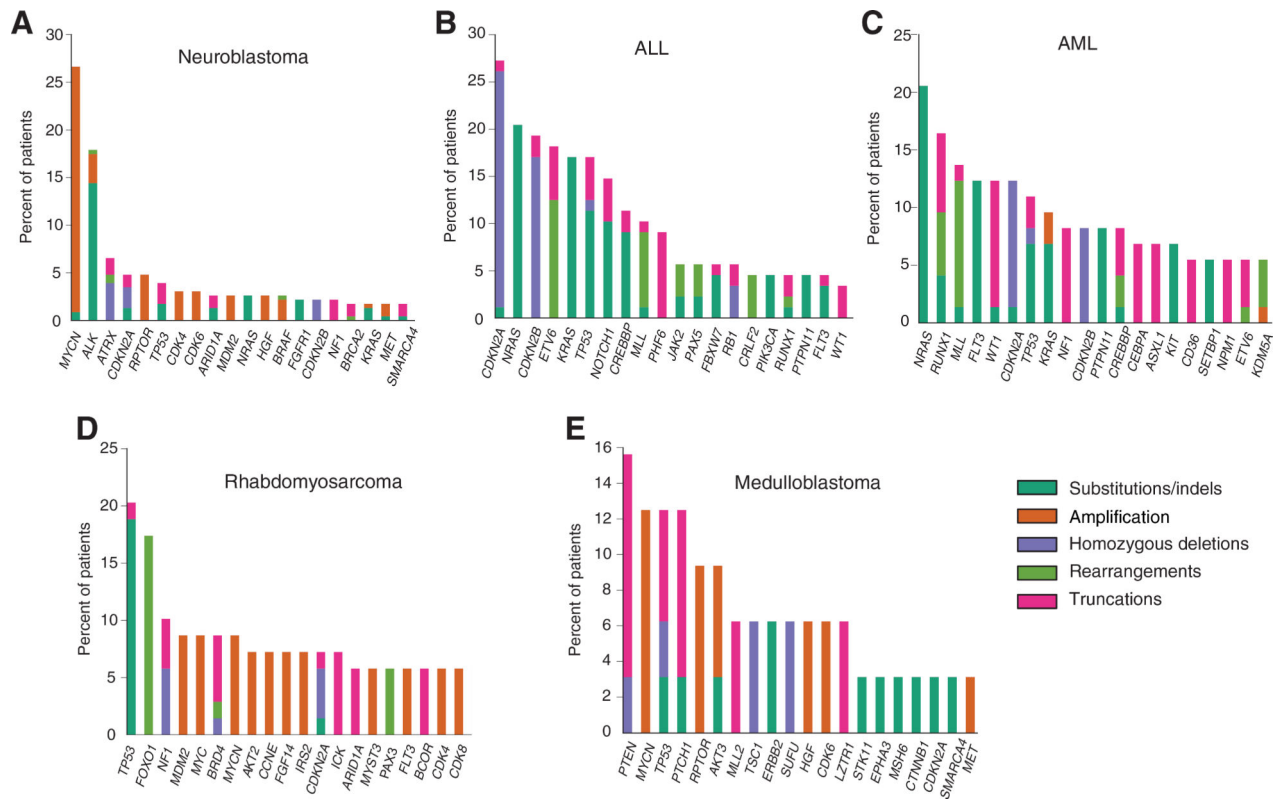 A
Neuroblastoma
Percent of patients
30
25
20
15
10
5
0
MYCN
ALK
ATRX
CDKN2A
RPTOR
TP53
CDK4
CDK6
ARID1A
MDM2
NRAS
HGF
BRAF
FGFR1
CDKN2B
NF1
BRCA2
KRAS
MET
SMARCA4
B
ALL
Percent of patients
30
25
20
15
10
5
0
CDKN2A
NRAS
CDKN2B
ETV6
KRAS
TP53
NOTCH1
CREBBP
MLL
PHF6
JAK2
PAX5
FBXW7
RB1
CRLF2
PIK3CA
RUNX1
PTPN11
FLT3
WT1
C
AML
Percent of patients
25
20
15
10
5
0
NRAS
RUNX1
MLL
FLT3
WT1
CDKN2A
TP53
KRAS
NF1
CDKN2B
PTPN11
CREBBP
CEBPA
ASXL1
KIT
CD36
SETBP1
NPM1
ETV6
KDM5A
D
Rhabdomyosarcoma
Percent of patients
25
20
15
10
5
0
TP53
FOXO1
NF1
MDM2
MYC
BRD4
MYCN
AKT2
CCNE
FGF14
IRS2
CDKN2A
ICK
ARID1A
MYST3
PAX3
FLT3
BCOR
CDK4
CDK8
E
Medulloblastoma
Percent of patients
16
14
12
10
8
6
4
2
0
PTEN
MYCN
TP53
PTCH1
RPTOR
AKT3
MLL2
TSC1
ERBB2
SUFU
HGF
CDK6
LZTR1
STK11
EPHA3
MSH6
CTNNB1
CDKN2A
SMARCA4
MET
Substitutions/indels
Amplification
Homozygous deletions
Rearrangements
Truncations